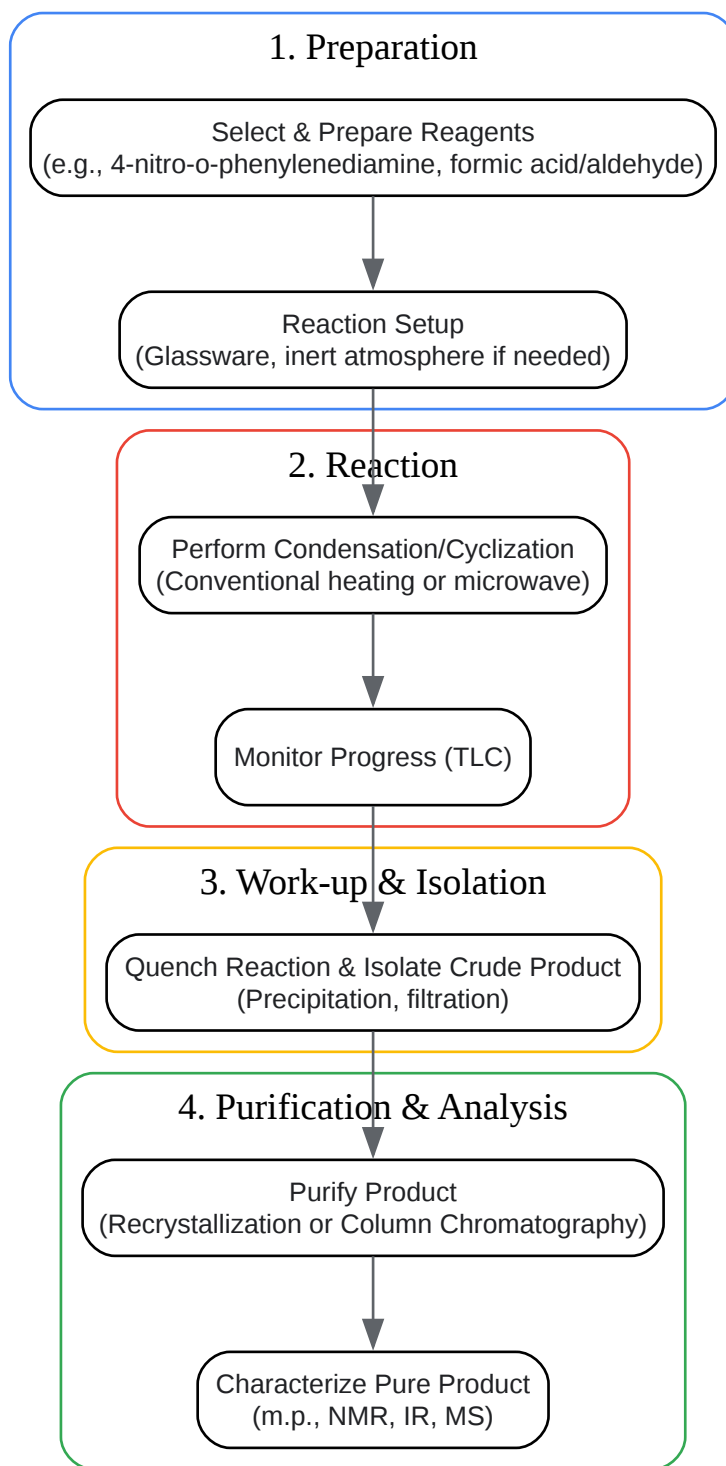 1. Preparation
Select & Prepare Reagents
(e.g., 4-nitro-o-phenylenediamine, formic acid/aldehyde)
Reaction Setup
(Glassware, inert atmosphere if needed)
2. Reaction
Perform Condensation/Cyclization
(Conventional heating or microwave)
Monitor Progress (TLC)
3. Work-up & Isolation
Quench Reaction & Isolate Crude Product
(Precipitation, filtration)
4. Purification & Analysis
Purify Product
(Recrystallization or Column Chromatography)
Characterize Pure Product
(m.p., NMR, IR, MS)